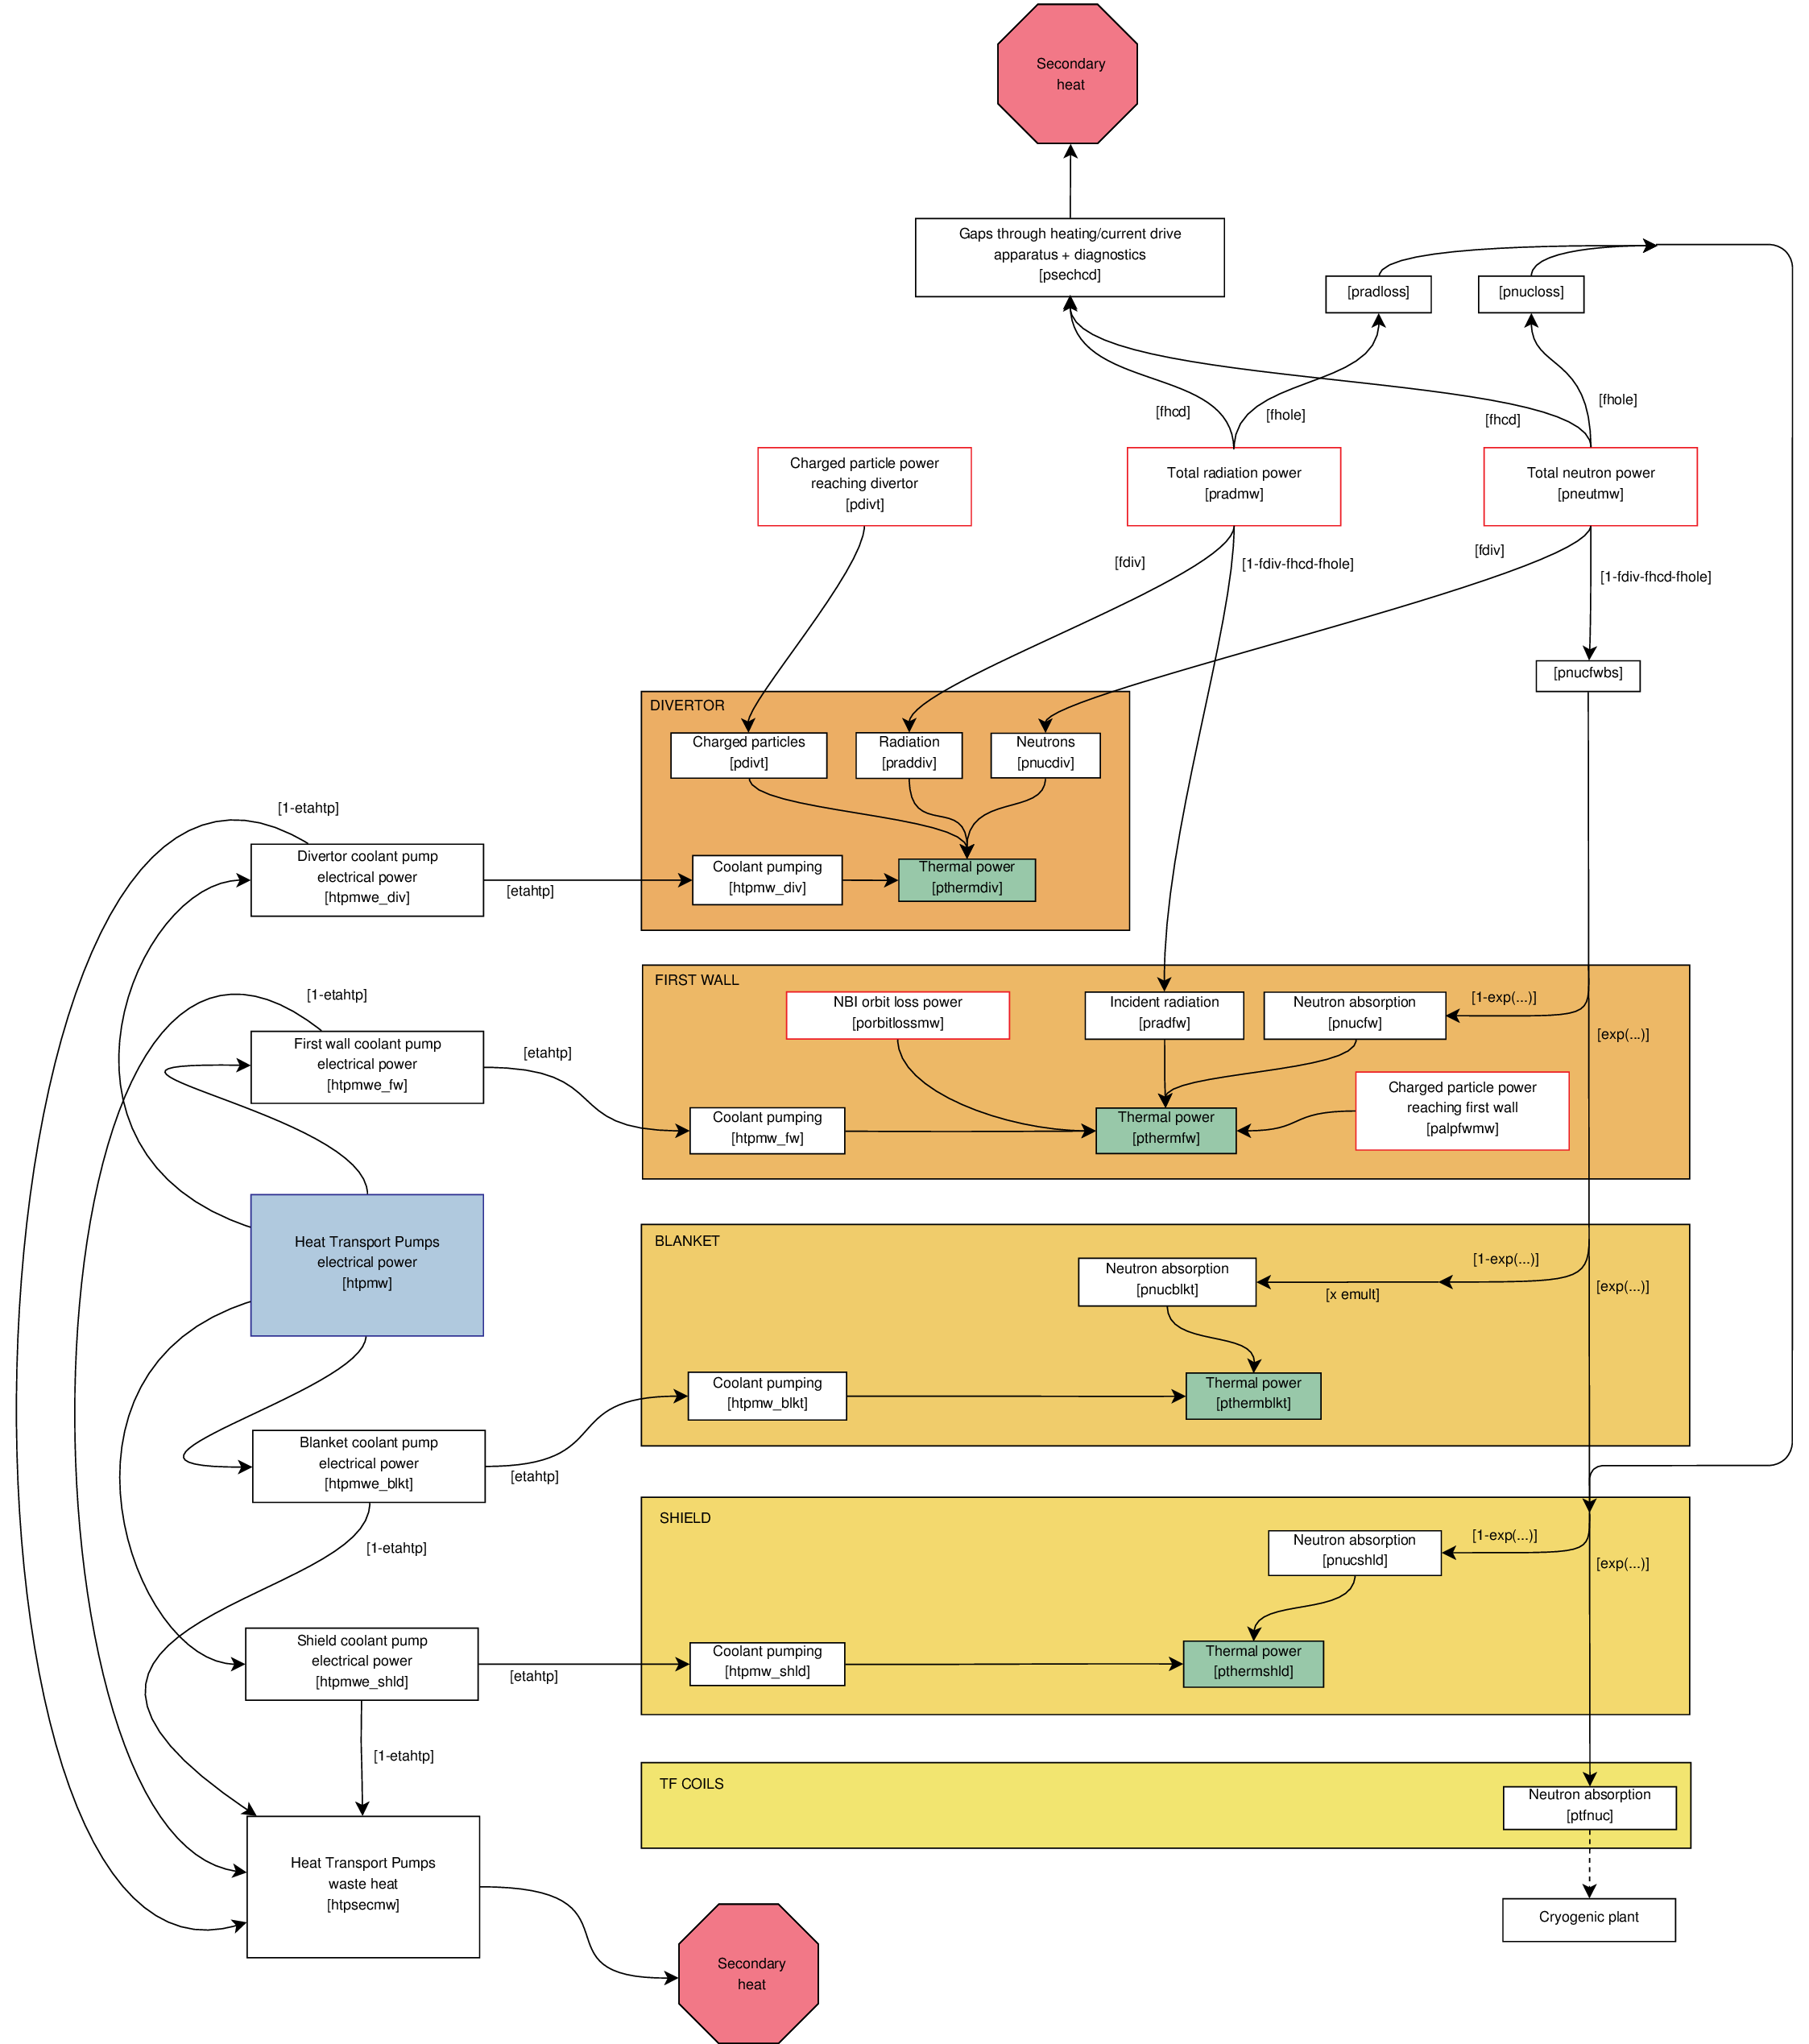 Secondary
heat
Gaps through heating/current drive
apparatus + diagnostics
[psechcd]
[pradloss]
[pnucloss]
[fhcd]
[fhole]
[fhcd]
[fhole]
Charged particle power
reaching divertor
[pdivt]
Total radiation power
[pradmw]
Total neutron power
[pneutmw]
[fdiv]
[1-fdiv-fhcd-fhole]
[fdiv]
[1-fdiv-fhcd-fhole]
[pnucfwbs]
DIVERTOR
Charged particles
[pdivt]
Radiation
[praddiv]
Neutrons
[pnucdiv]
[1-etahtp]
Divertor coolant pump
electrical power
[htpmwe_div]
[etahtp]
Coolant pumping
[htpmw_div]
Thermal power
[pthermdiv]
FIRST WALL
NBI orbit loss power
[porbitlossmw]
Incident radiation
[pradfw]
Neutron absorption
[pnucfw]
[1-exp(...)]
[exp(...)]
[1-etahtp]
First wall coolant pump
electrical power
[htpmwe_fw]
[etahtp]
Charged particle power
reaching first wall
[palpfwmw]
Coolant pumping
[htpmw_fw]
Thermal power
[pthermfw]
Heat Transport Pumps
electrical power
[htpmw]
BLANKET
Neutron absorption
[pnucblkt]
[1-exp(...)]
[x emult]
[exp(...)]
Coolant pumping
[htpmw_blkt]
Thermal power
[pthermblkt]
Blanket coolant pump
electrical power
[htpmwe_blkt]
[etahtp]
[1-etahtp]
SHIELD
Neutron absorption
[pnucshld]
[1-exp(...)]
[exp(...)]
Shield coolant pump
electrical power
[htpmwe_shld]
[etahtp]
Coolant pumping
[htpmw_shld]
Thermal power
[pthermshld]
[1-etahtp]
TF COILS
Neutron absorption
[ptfnuc]
Heat Transport Pumps
waste heat
[htpsecmw]
Cryogenic plant
Secondary
heat